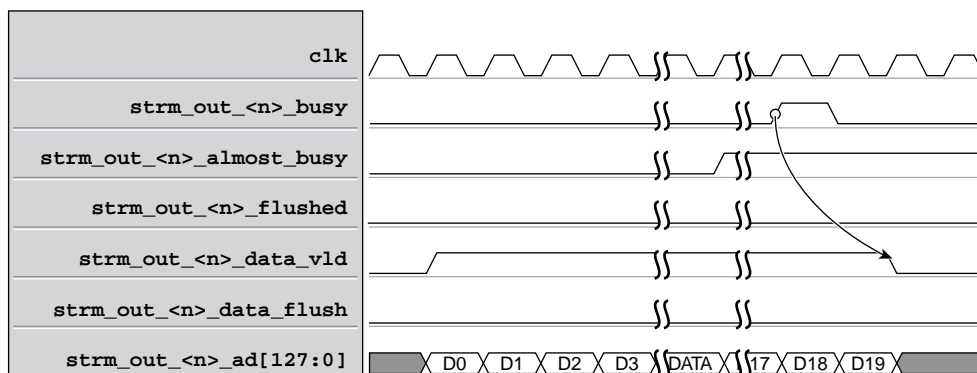 clk
strm_out_<n>_busy
strm_out_<n>_almost_busy
strm_out_<n>_flushed
strm_out_<n>_data_vld
strm_out_<n>_data_flush
strm_out_<n>_ad[127:0] D0 D1 D2 D3 DATA 17 D18 D19